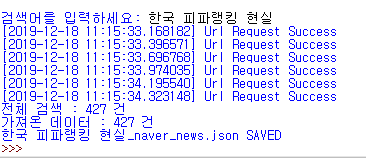 검색어를 입력하세요: 한국 피파랭킹 현실
[2019-12-18 11:15:33.168182] Url Request Success
[2019-12-18 11:15:33.396571] Url Request Success
[2019-12-18 11:15:33.696768] Url Request Success
[2019-12-18 11:15:33.974035] Url Request Success
[2019-12-18 11:15:34.195540] Url Request Success
[2019-12-18 11:15:34.323148] Url Request Success
전체 검색 : 427 건
가져온 데이터 : 427 건
한국 피파랭킹 현실_naver_news.json SAVED
>>>